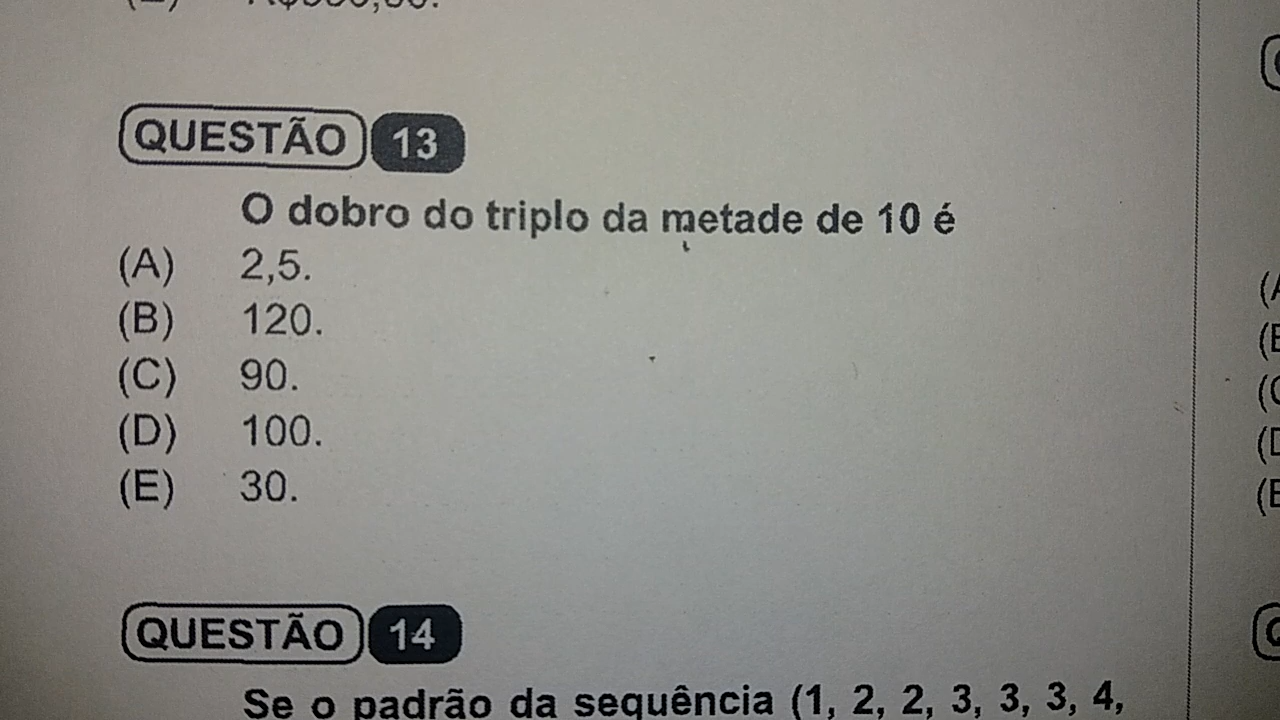 QUESTÃO 13
O dobro do triplo da metade de 10 é
(A) 2,5.
(B) 120.
(C) 90.
(D) 100.
(E) 30.
QUESTÃO 14
Se o padrão da sequência (1, 2, 2, 3, 3, 3, 4,